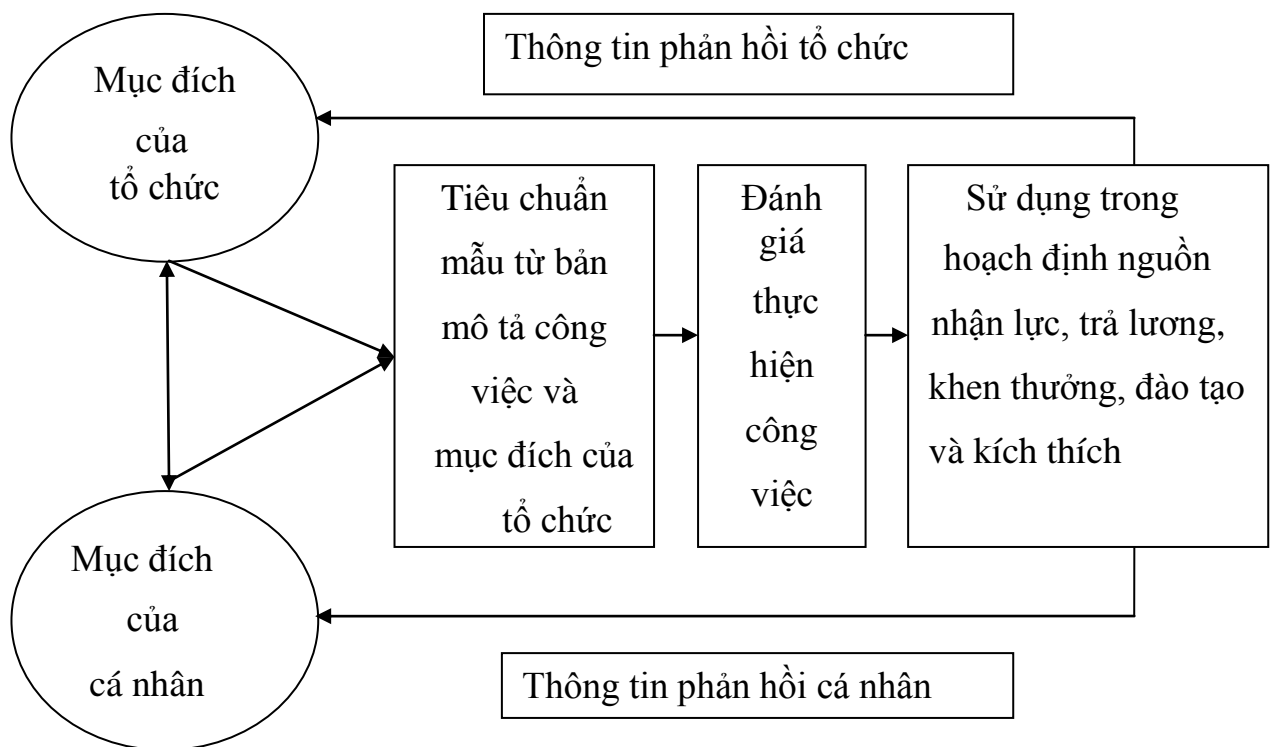 Thông tin phản hồi tổ chức
Mục đích
của
tổ chức
Tiêu chuẩn
mẫu từ bản
mô tả công
việc và
mục đích của
tổ chức
Đánh
giá
thực
hiện
công
việc
Sử dụng trong
hoạch định nguồn
nhận lực, trả lương,
khen thưởng, đào tạo
và kích thích
Mục đích
của
cá nhân
Thông tin phản hồi cá nhân